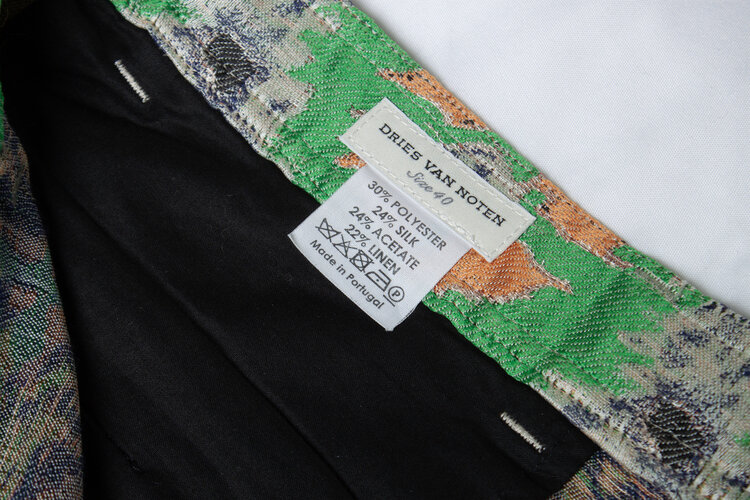 DRIES VAN NOTEN
Size 40
30% POLYESTER
24% SILK
24% ACETATE
22% LINEN
P
Made in Portugal